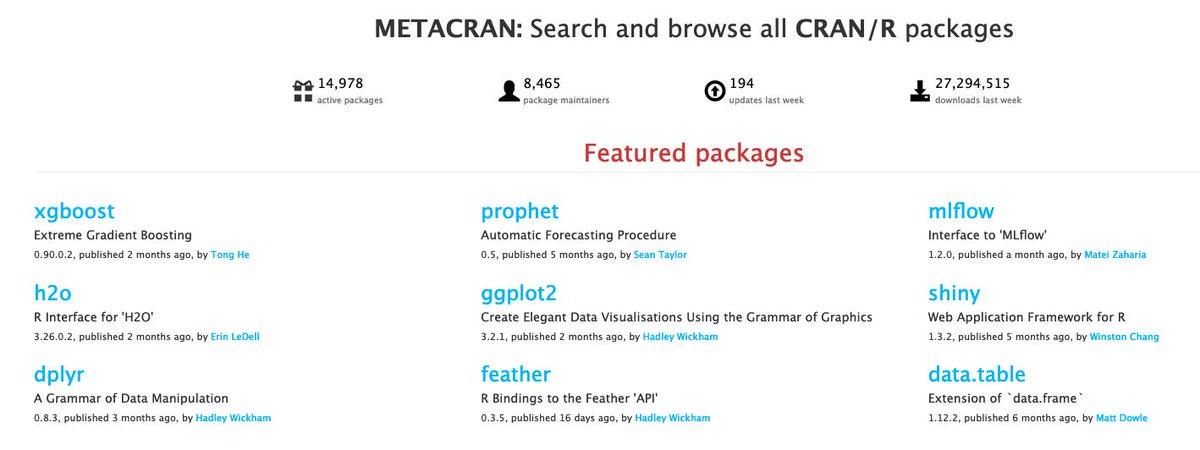 METACRAN: Search and browse all CRAN/R packages
14,978
active packages
8,465
package maintainers
194
updates last week
27,294,515
downloads last week
Featured packages
xgboost
Extreme Gradient Boosting
0.90.0.2, published 2 months ago, by Tong He
prophet
Automatic Forecasting Procedure
0.5, published 5 months ago, by Sean Taylor
mlflow
Interface to 'MLflow'
1.2.0, published a month ago, by Matei Zaharia
h2o
R Interface for 'H2O'
3.26.0.2, published 2 months ago, by Erin LeDell
ggplot2
Create Elegant Data Visualisations Using the Grammar of Graphics
3.2.1, published 2 months ago, by Hadley Wickham
shiny
Web Application Framework for R
1.3.2, published 5 months ago, by Winston Chang
dplyr
A Grammar of Data Manipulation
0.8.3, published 3 months ago, by Hadley Wickham
feather
R Bindings to the Feather 'API'
0.3.5, published 16 days ago, by Hadley Wickham
data.table
Extension of `data.frame`
1.12.2, published 6 months ago, by Matt Dowle